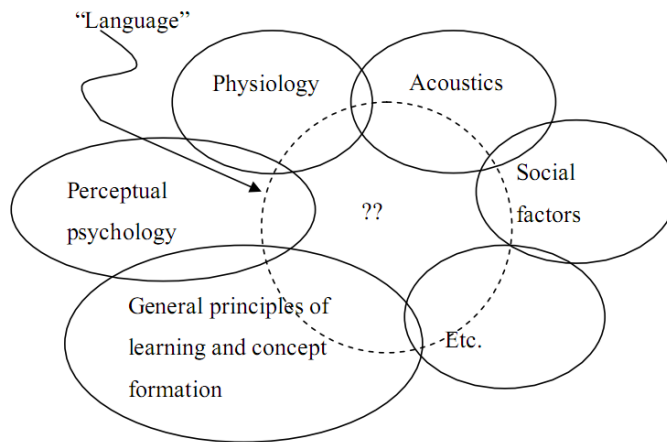 “Language”
Physiology
Acoustics
Perceptual
psychology
Social
factors
??
General principles of
learning and concept
formation
Etc.